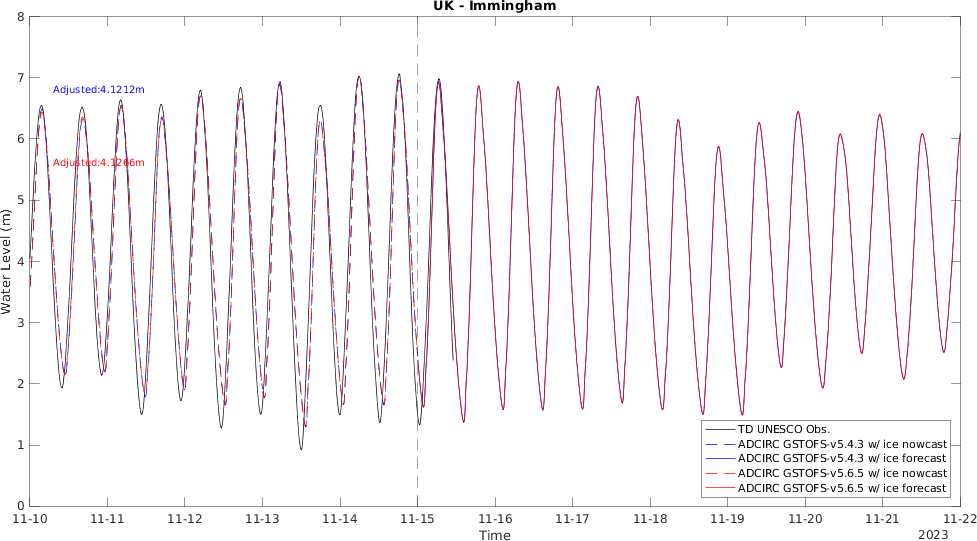 UK - Immingham
8
7
6
5
4
3
2
1
0
Water Level (m)
Adjusted:4.1212m
Adjusted:4.1266m
TD UNESCO Obs.
ADCIRC GSTOFS-v5.4.3 w/ ice nowcast
ADCIRC GSTOFS-v5.4.3 w/ ice forecast
ADCIRC GSTOFS-v5.6.5 w/ ice nowcast
ADCIRC GSTOFS-v5.6.5 w/ ice forecast
11-10 11-11 11-12 11-13 11-14 11-15 11-16 11-17 11-18 11-19 11-20 11-21 11-22
Time
2023